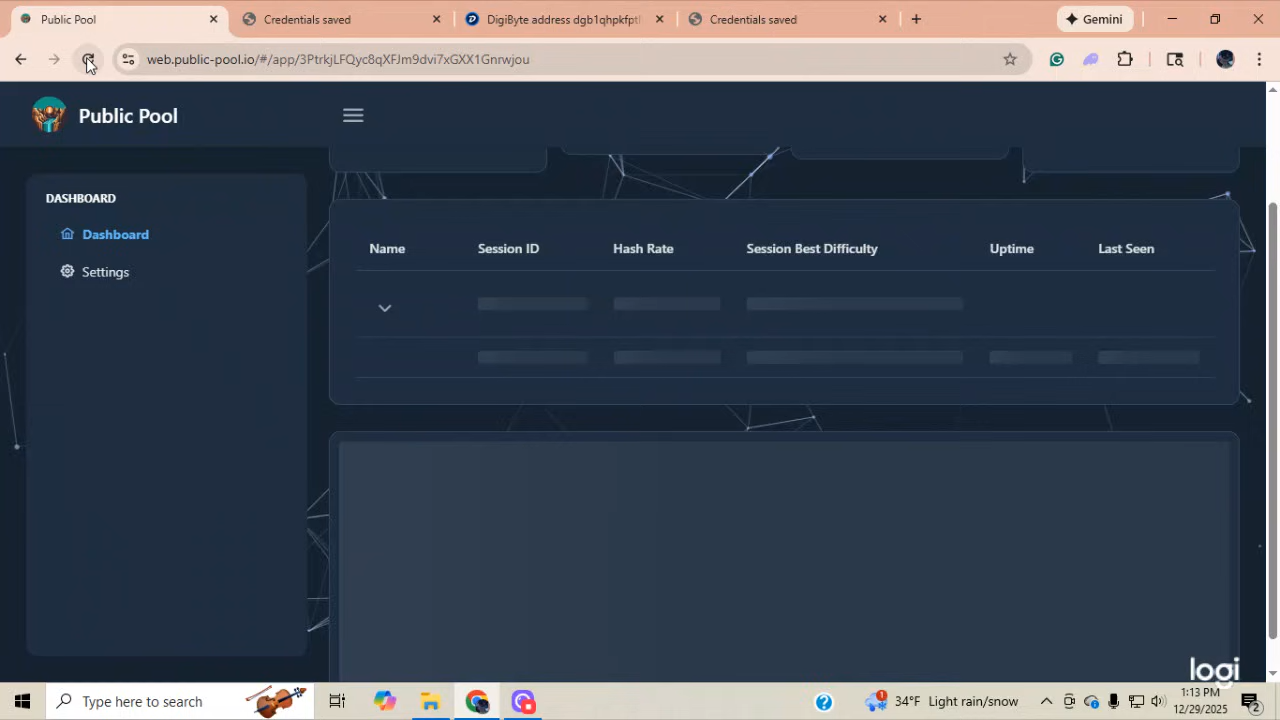 Public Pool
Credentials saved
DigiByte address dgb1qhpkfptl
Credentials saved
Gemini
web.public-pool.io/#/app/3PtrkjLFQyc8qXFJm9dvi7xGXX1Gnrwjou
Public Pool
DASHBOARD
Dashboard
Settings
Name Session ID Hash Rate Session Best Difficulty Uptime Last Seen
logi
Type here to search
34°F Light rain/snow
1:13 PM
12/29/2025
2